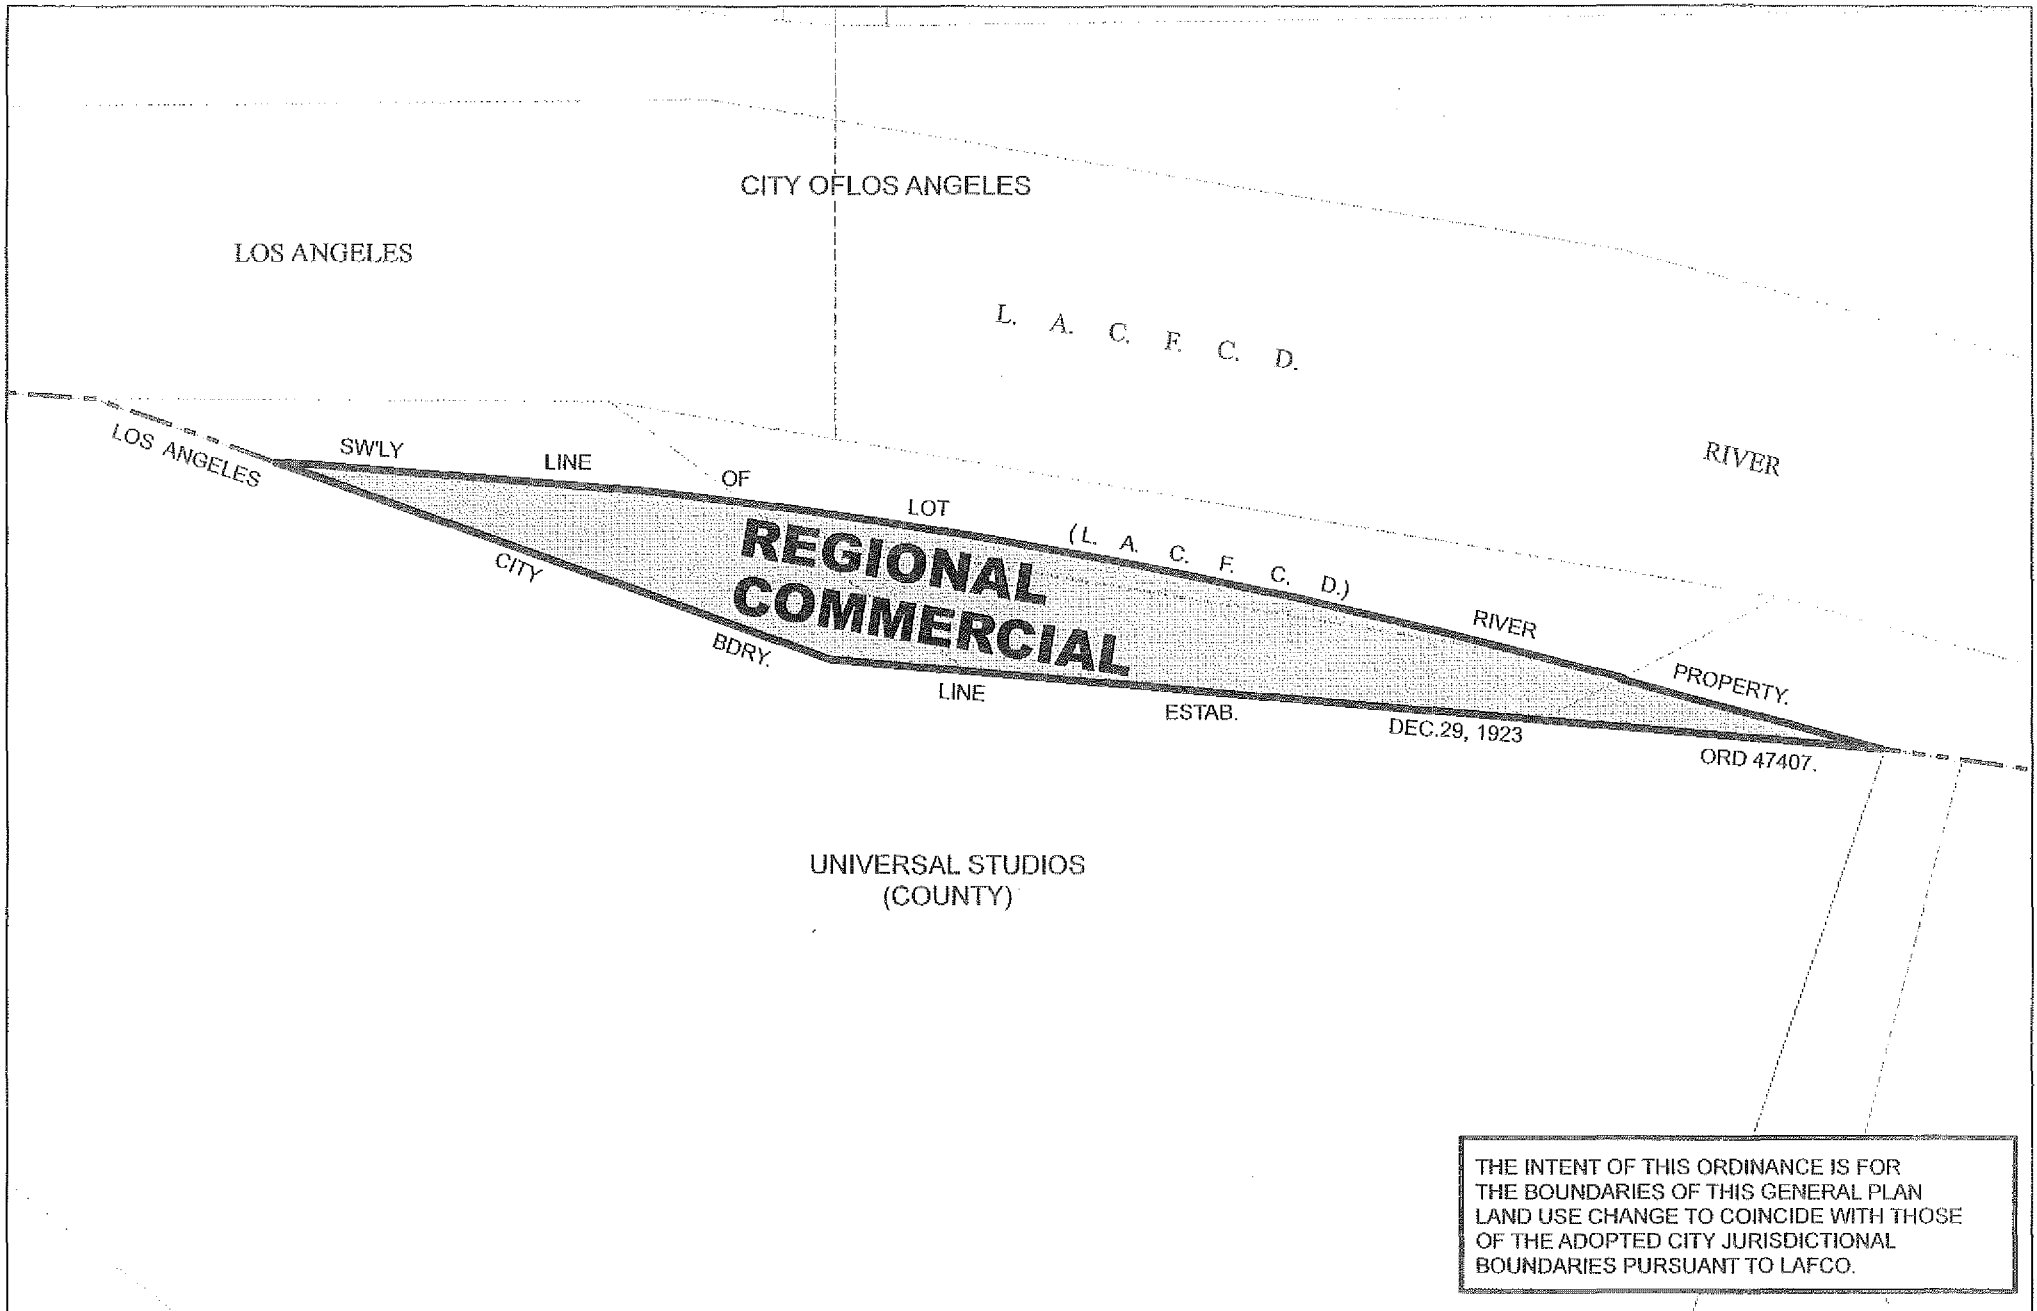 CITY OFLOS ANGELES
LOS ANGELES
L. A. C. F. C. D.
RIVER
LOS ANGELES
SW'LY LINE OF LOT (L. A. C. F. C. D.) RIVER PROPERTY.
REGIONAL
COMMERCIAL
CITY BDRY. LINE ESTAB. DEC.29, 1923 ORD 47407.
UNIVERSAL STUDIOS
(COUNTY)
THE INTENT OF THIS ORDINANCE IS FOR
THE BOUNDARIES OF THIS GENERAL PLAN
LAND USE CHANGE TO COINCIDE WITH THOSE
OF THE ADOPTED CITY JURISDICTIONAL
BOUNDARIES PURSUANT TO LAFCO.